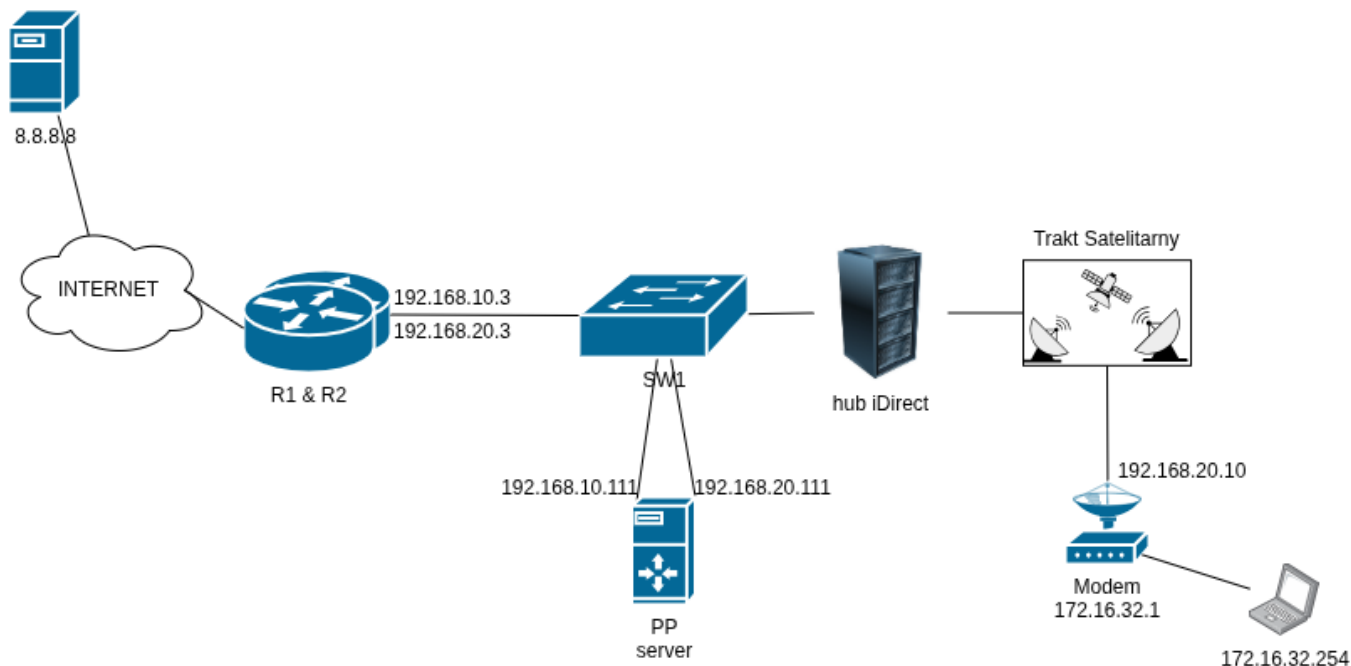 8.8.8.8
Trakt Satelitarny
INTERNET
192.168.10.3
192.168.20.3
SW1
R1 & R2
hub iDirect
192.168.20.10
192.168.10.111
192.168.20.111
Modem
172.16.32.1
PP
server
172.16.32.254